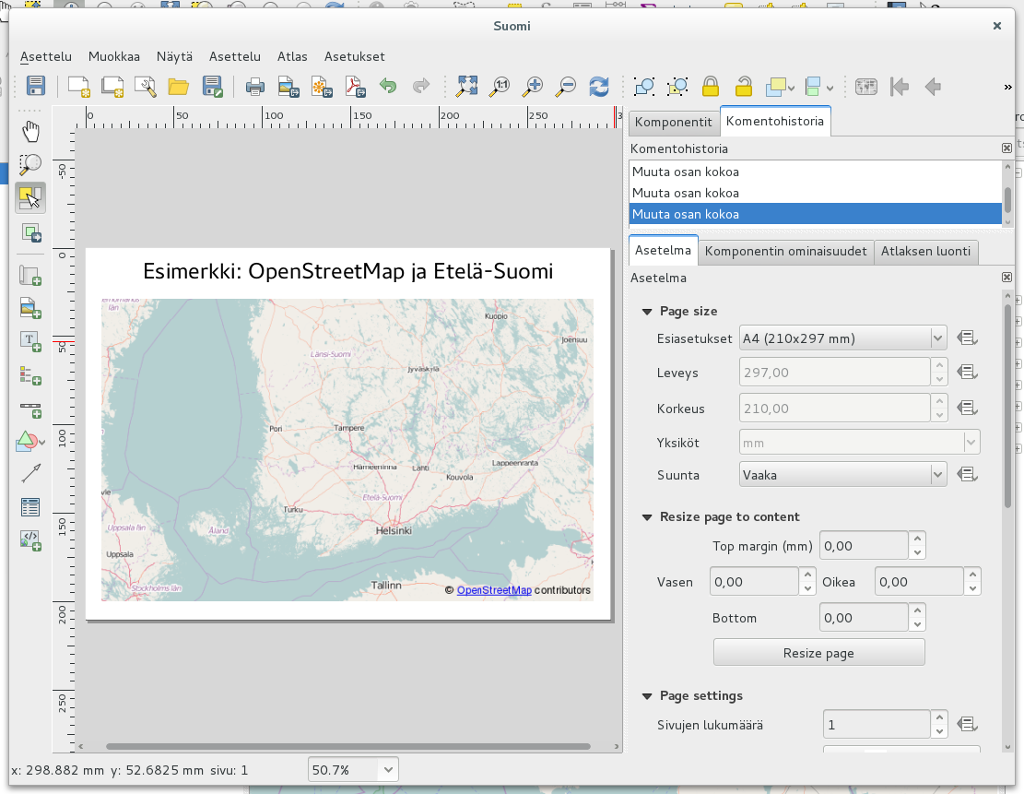 Suomi
Asettelu Muokkaa Näytä Asettelu Atlas Asetukset
1:1
»
0 50 100 150 200 250 3
Komponentit Komentohistoria
Komentohistoria
Muuta osan kokoa
Muuta osan kokoa
Muuta osan kokoa
-50
0
50
100
150
200
250
Esimerkki: OpenStreetMap ja Etelä-Suomi
län
Kuopio
Joensuu
Länsi-Suomi
Jyväskylä
Pori
Tampere
Hämeenlinna
Lahti
Lappeenranta
Kouvola
Etelä-Suomi
Turku
Helsinki
Åland
Uppsala län
Uppsala
Stockholms län
Tallinn
© OpenStreetMap contributors
Asetelma Komponentin ominaisuudet Atlaksen luonti
Asetelma
Page size
Esiasetukset A4 (210x297 mm)
Leveys 297,00
Korkeus 210,00
Yksiköt mm
Suunta Vaaka
Resize page to content
Top margin (mm) 0,00
Vasen 0,00 Oikea 0,00
Bottom 0,00
Resize page
Page settings
Sivujen lukumäärä 1
x: 298.882 mm y: 52.6825 mm sivu: 1 50.7%